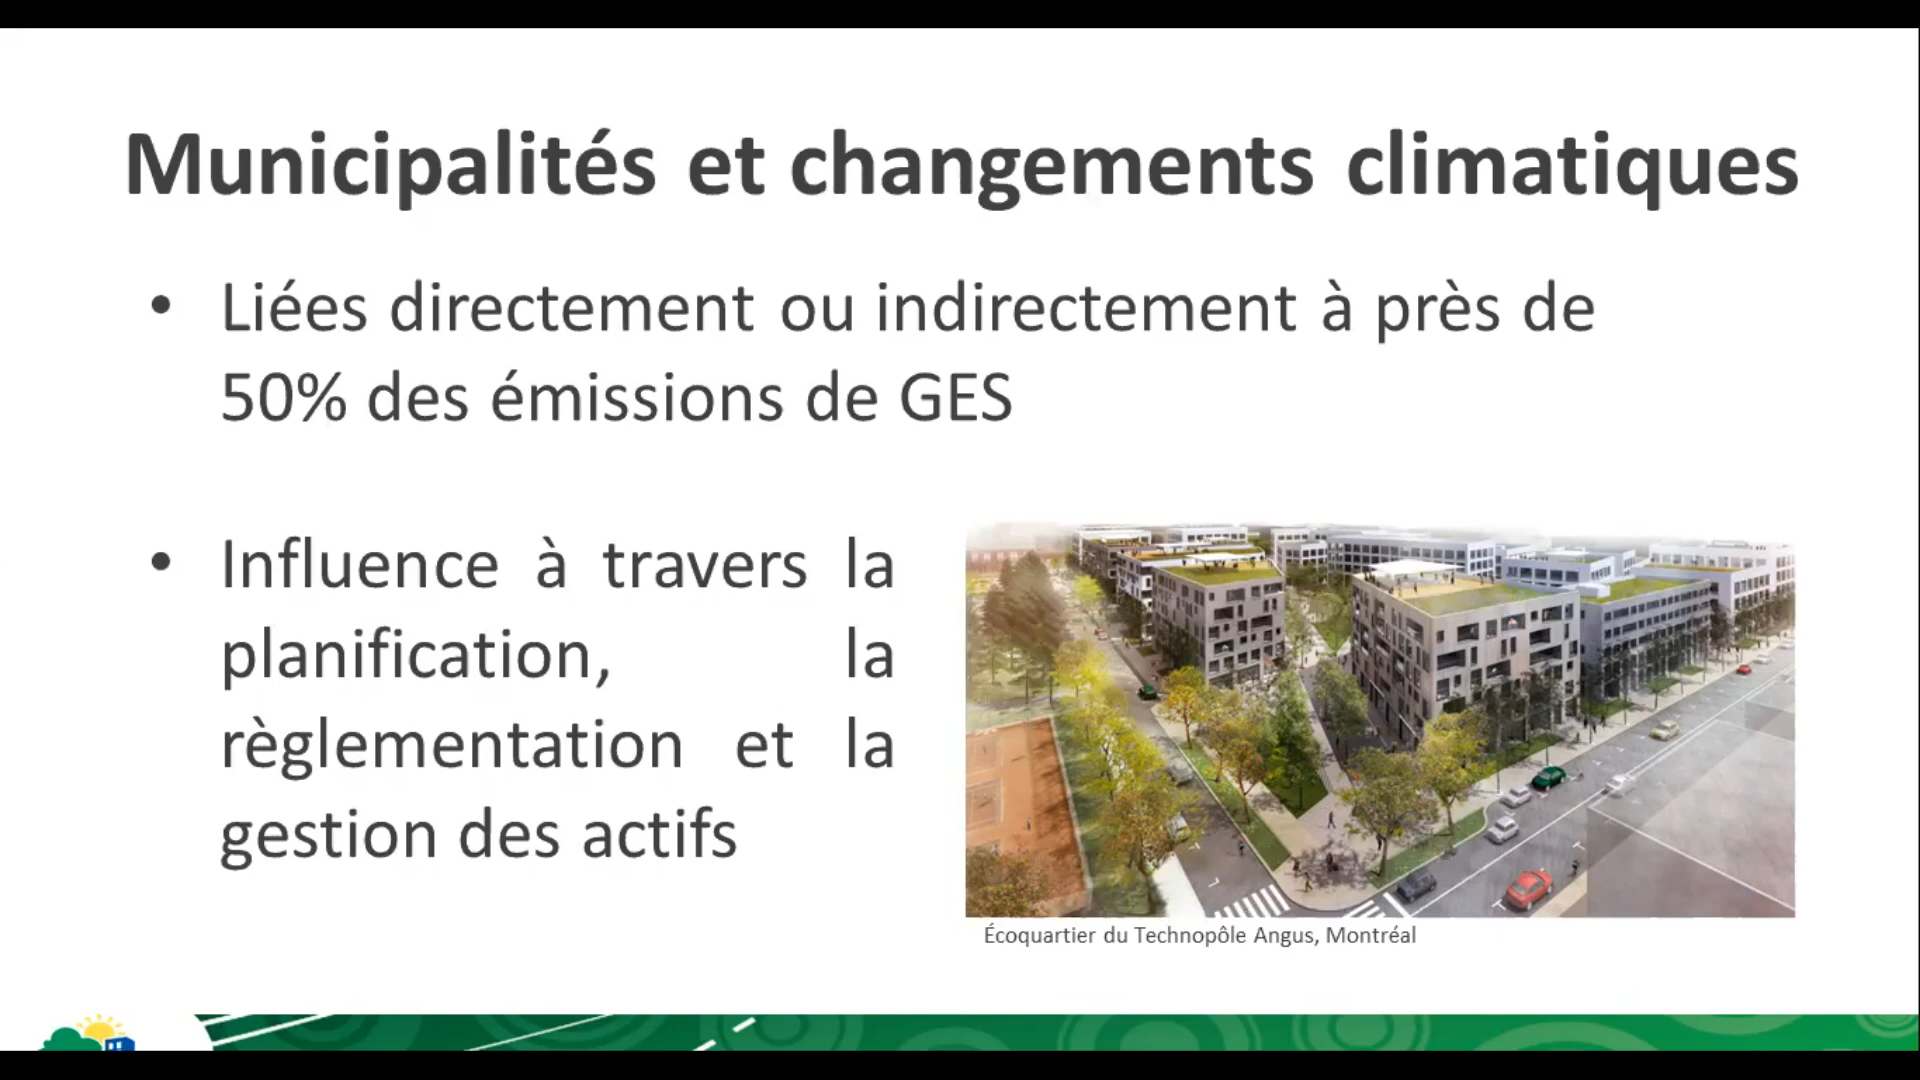 Municipalités et changements climatiques
• Liées directement ou indirectement à près de
50% des émissions de GES
• Influence à travers la
planification, la
règlementation et la
gestion des actifs
Écoquartier du Technopôle Angus, Montréal